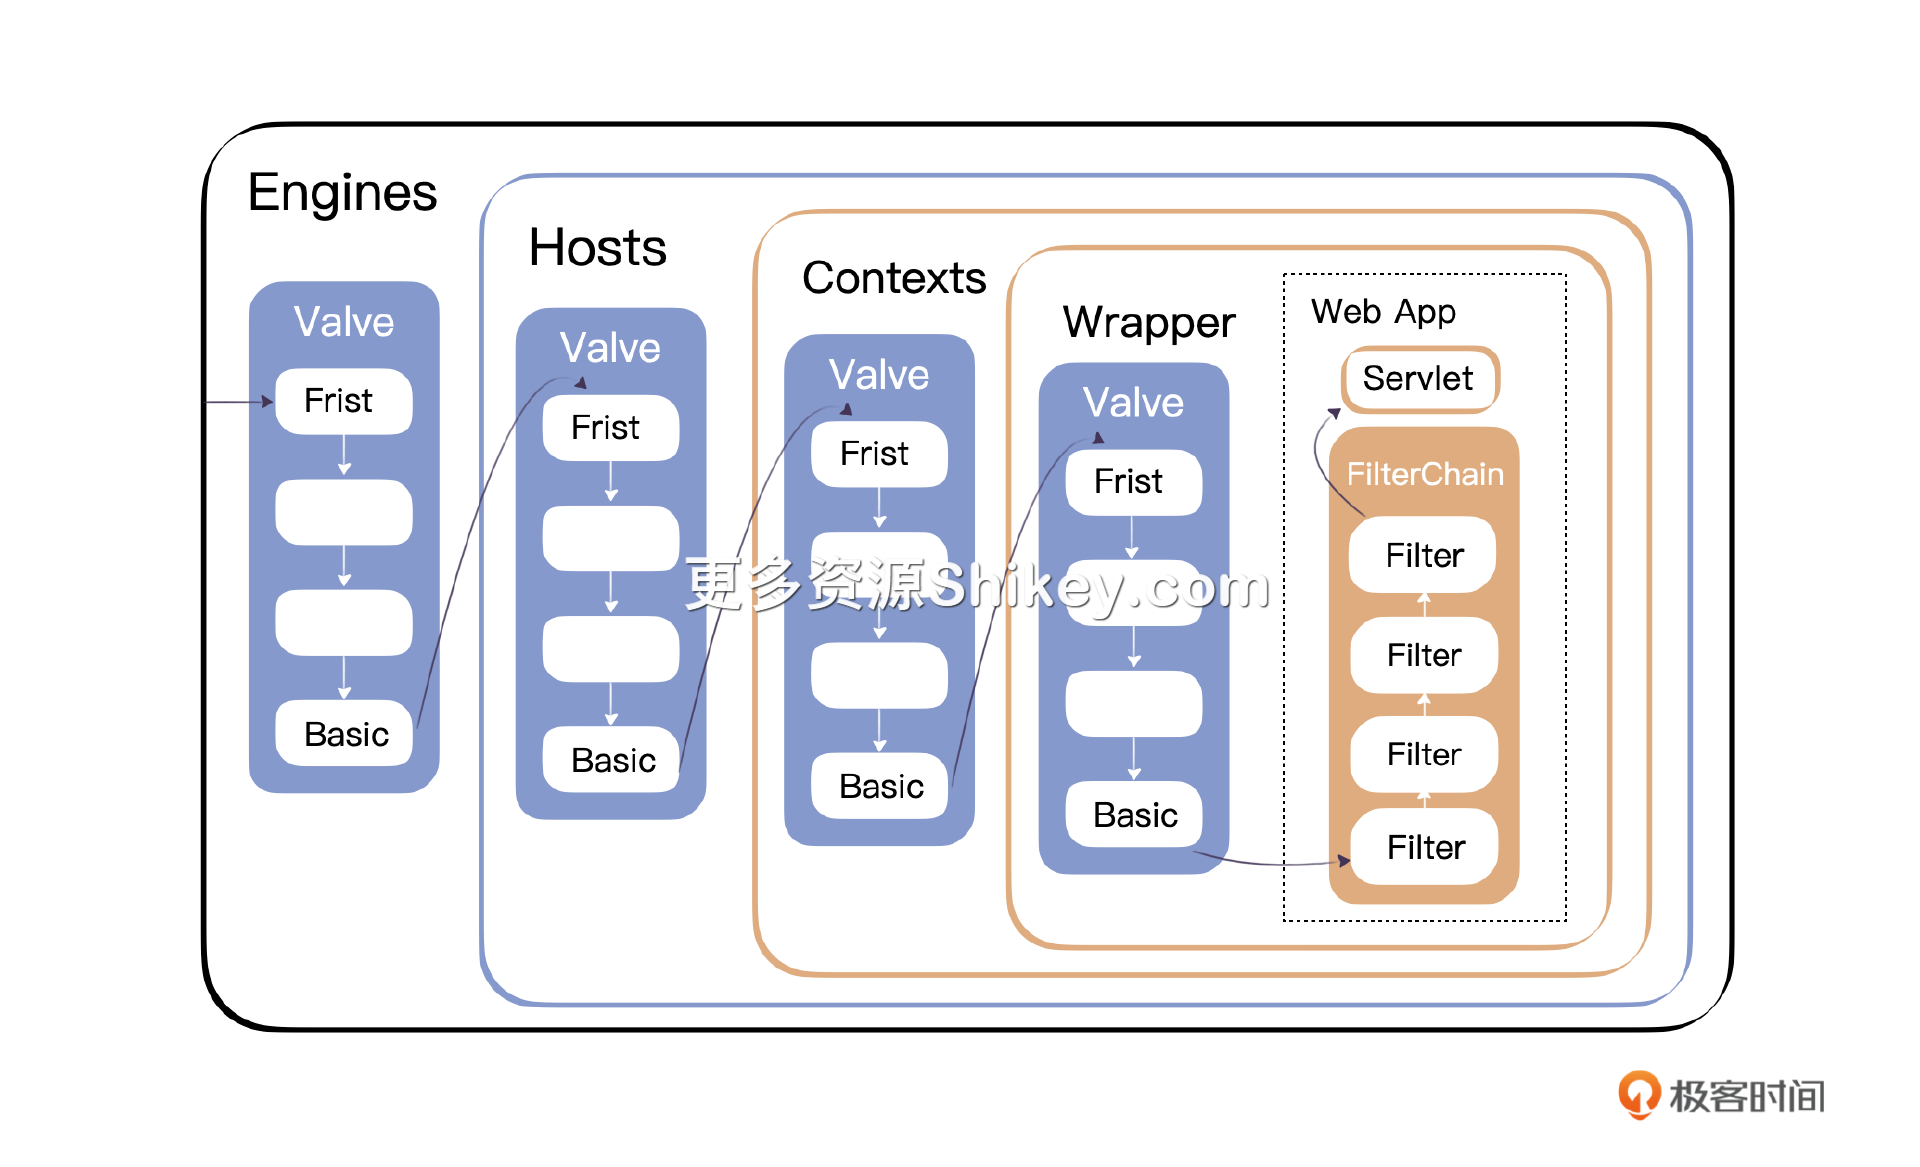 Engines
Valve
Frist
Basic
Hosts
Valve
Frist
Basic
Contexts
Valve
Frist
Basic
Wrapper
Valve
Frist
Basic
Web App
Servlet
FilterChain
Filter
Filter
Filter
Filter
更多资源Shikey.com
极客时间